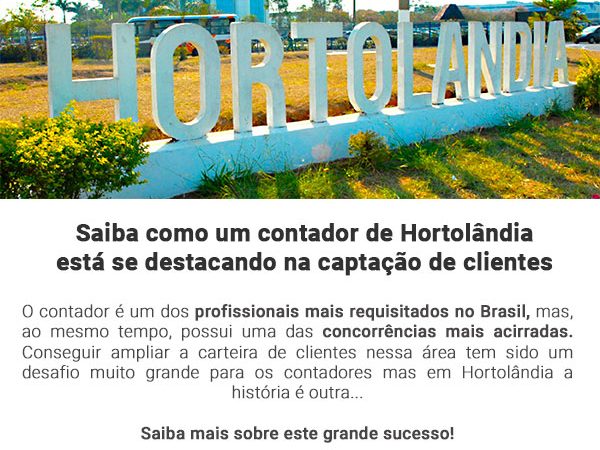 HORTOLÂNDIA
Saiba como um contador de Hortolândia
está se destacando na captação de clientes
O contador é um dos profissionais mais requisitados no Brasil, mas,
ao mesmo tempo, possui uma das concorrências mais acirradas.
Conseguir ampliar a carteira de clientes nessa área tem sido um
desafio muito grande para os contadores mas em Hortolândia a
história é outra...
Saiba mais sobre este grande sucesso!